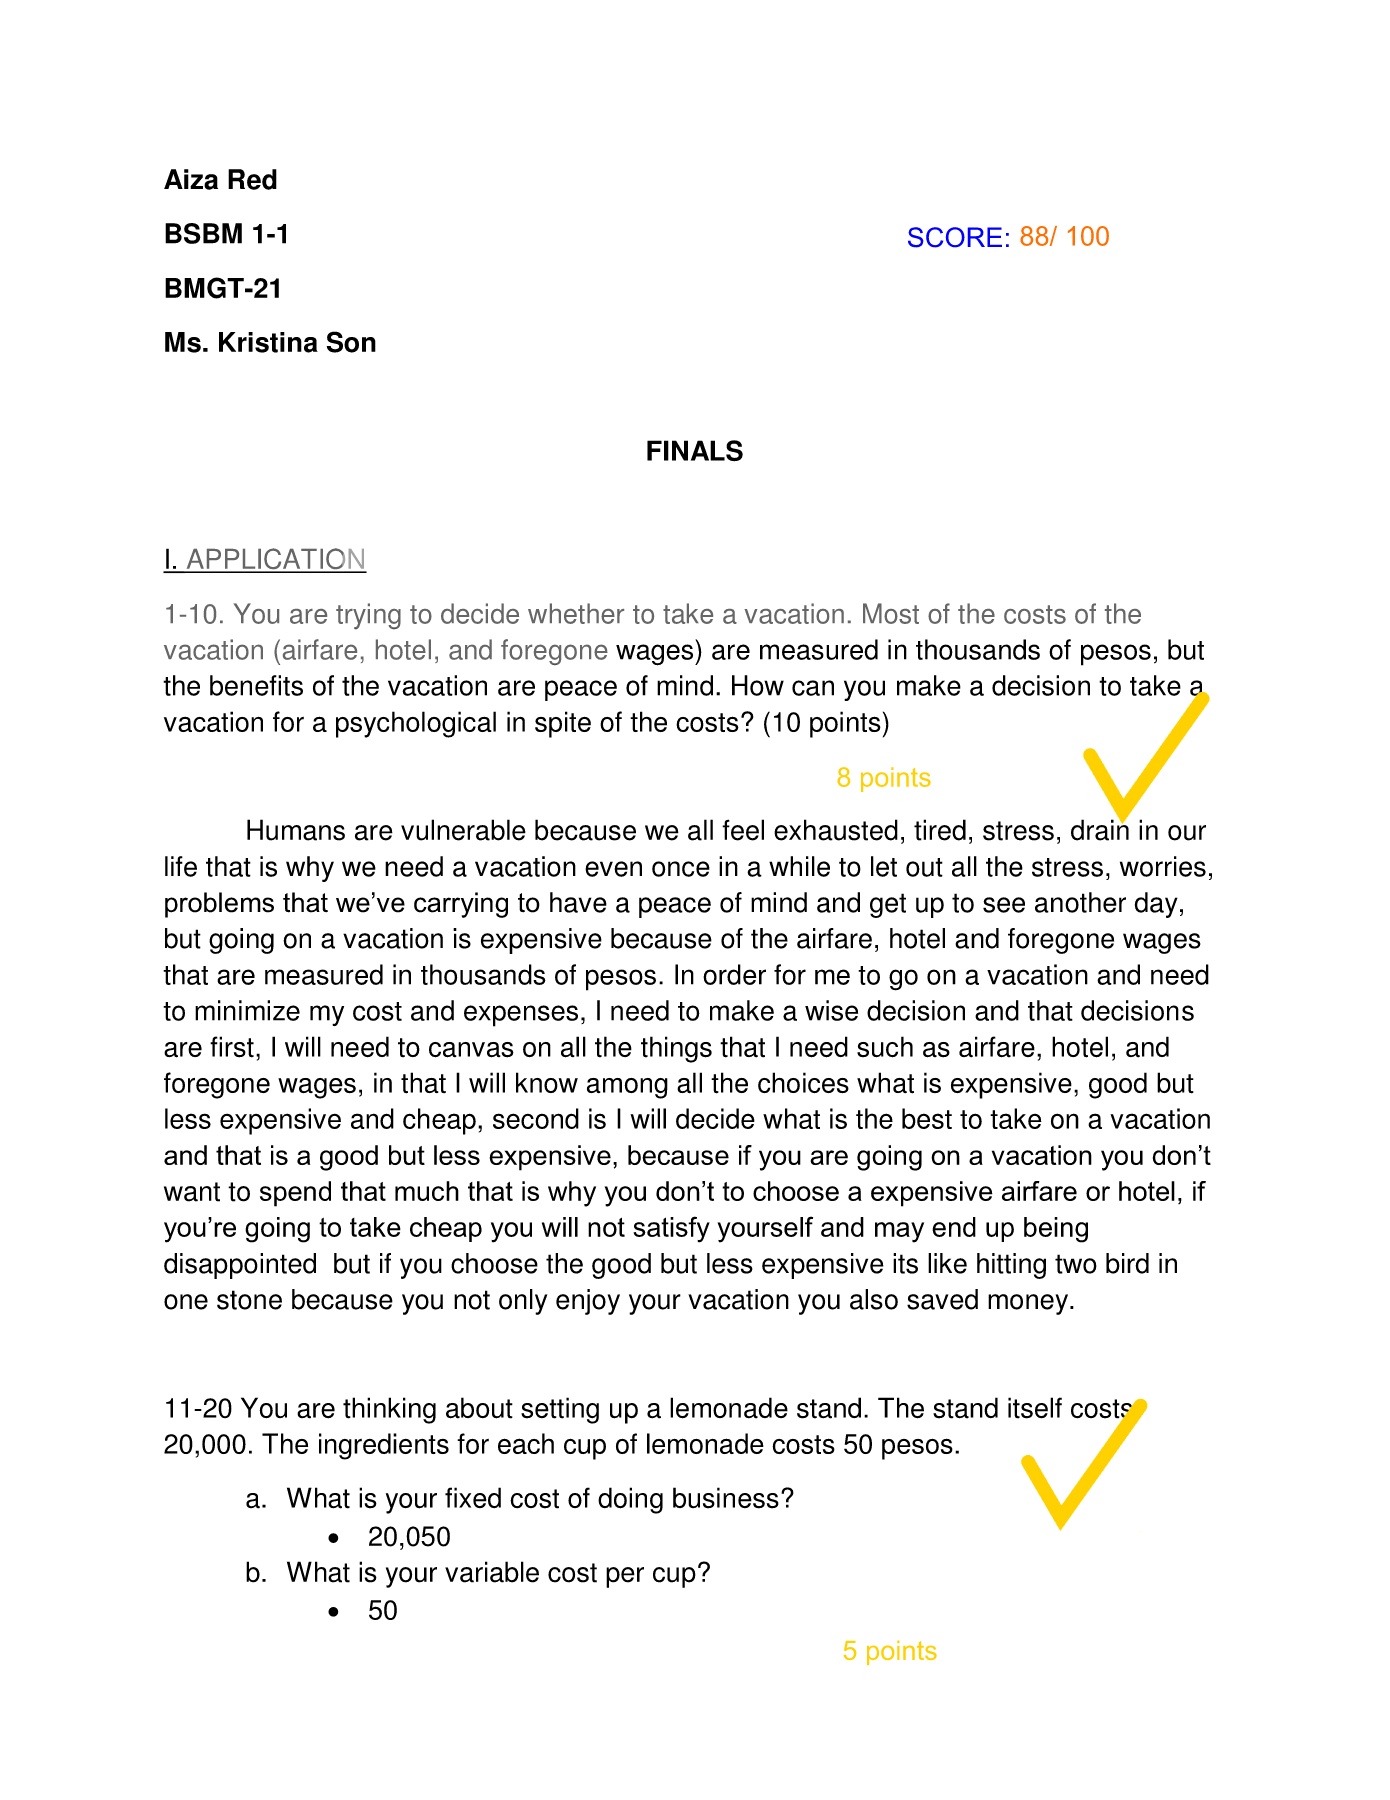 Aiza Red
BSBM 1-1
SCORE: 88/ 100
BMGT-21
Ms. Kristina Son
FINALS
I. APPLICATION
1-10. You are trying to decide whether to take a vacation. Most of the costs of the
vacation (airfare, hotel, and foregone wages) are measured in thousands of pesos, but
the benefits of the vacation are peace of mind. How can you make a decision to take a
vacation for a psychological in spite of the costs? (10 points)
8 points
Humans are vulnerable because we all feel exhausted, tired, stress, drain in our
life that is why we need a vacation even once in a while to let out all the stress, worries,
problems that we’ve carrying to have a peace of mind and get up to see another day,
but going on a vacation is expensive because of the airfare, hotel and foregone wages
that are measured in thousands of pesos. In order for me to go on a vacation and need
to minimize my cost and expenses, I need to make a wise decision and that decisions
are first, I will need to canvas on all the things that I need such as airfare, hotel, and
foregone wages, in that I will know among all the choices what is expensive, good but
less expensive and cheap, second is I will decide what is the best to take on a vacation
and that is a good but less expensive, because if you are going on a vacation you don’t
want to spend that much that is why you don’t to choose a expensive airfare or hotel, if
you’re going to take cheap you will not satisfy yourself and may end up being
disappointed  but if you choose the good but less expensive its like hitting two bird in
one stone because you not only enjoy your vacation you also saved money.
11-20 You are thinking about setting up a lemonade stand. The stand itself costs
20,000. The ingredients for each cup of lemonade costs 50 pesos.
a. What is your fixed cost of doing business?
• 20,050
b. What is your variable cost per cup?
• 50
5 points